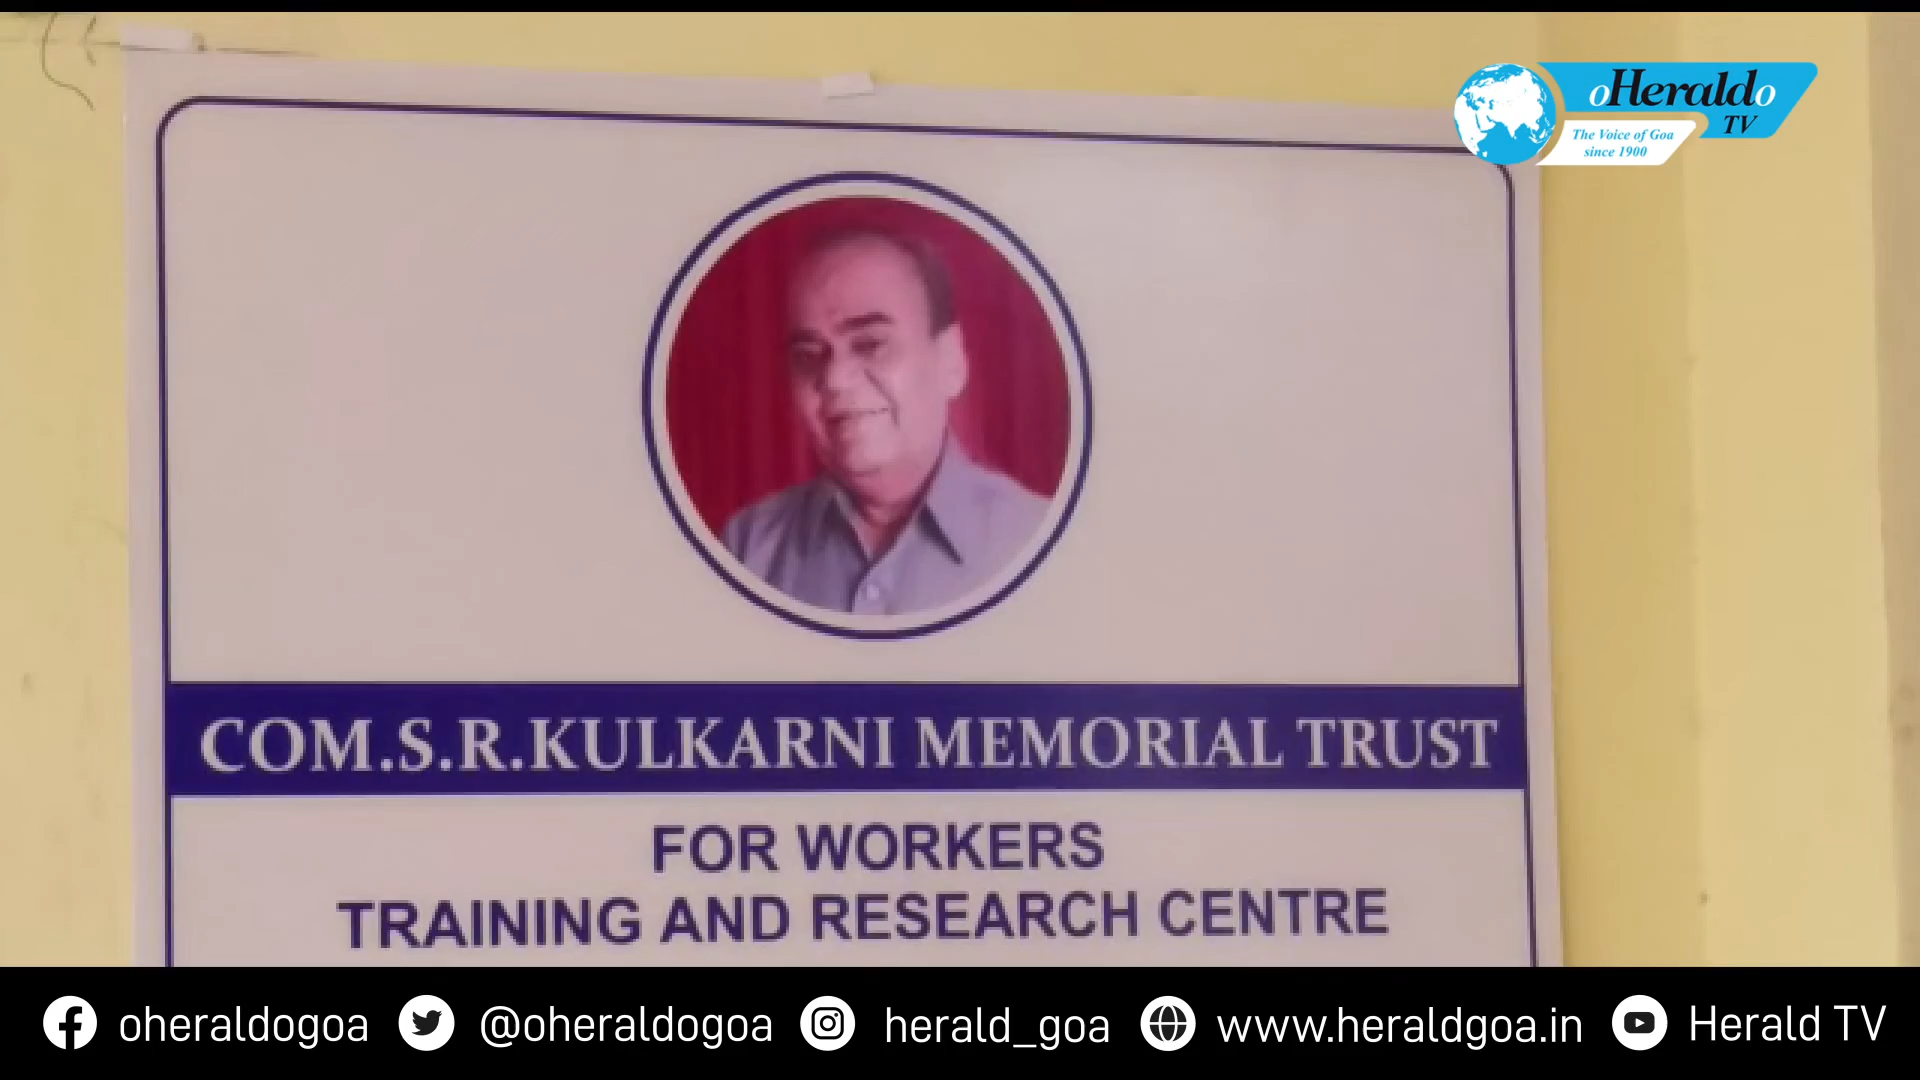 oHeraldo
TV
The Voice of Goa
since 1900
COM.S.R.KULKARNI MEMORIAL TRUST
FOR WORKERS
TRAINING AND RESEARCH CENTRE
oheraldogoa @oheraldogoa herald_goa www.heraldgoa.in Herald TV